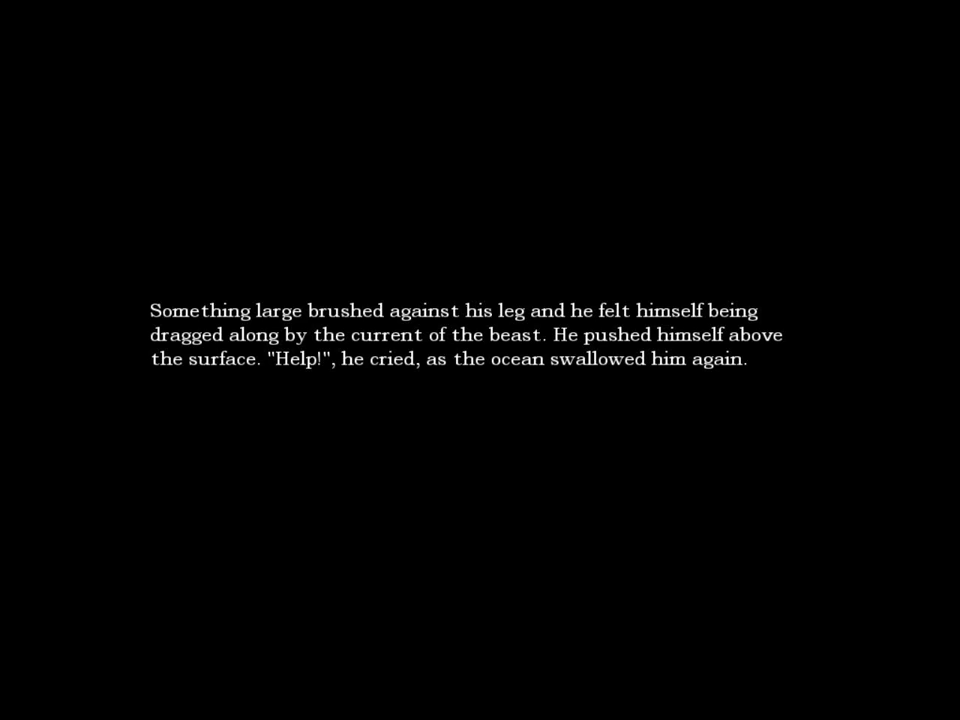 Something large brushed against his leg and he felt himself being
dragged along by the current of the beast. He pushed himself above
the surface. "Help!", he cried, as the ocean swallowed him again.